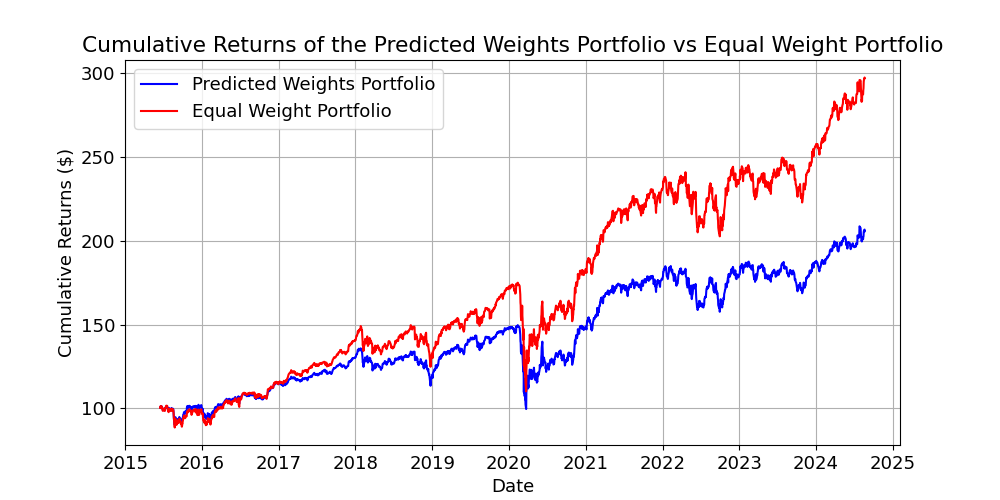 Cumulative Returns of the Predicted Weights Portfolio vs Equal Weight Portfolio
Predicted Weights Portfolio
Equal Weight Portfolio
Cumulative Returns ($)
300
250
200
150
100
2015 2016 2017 2018 2019 2020 2021 2022 2023 2024 2025
Date